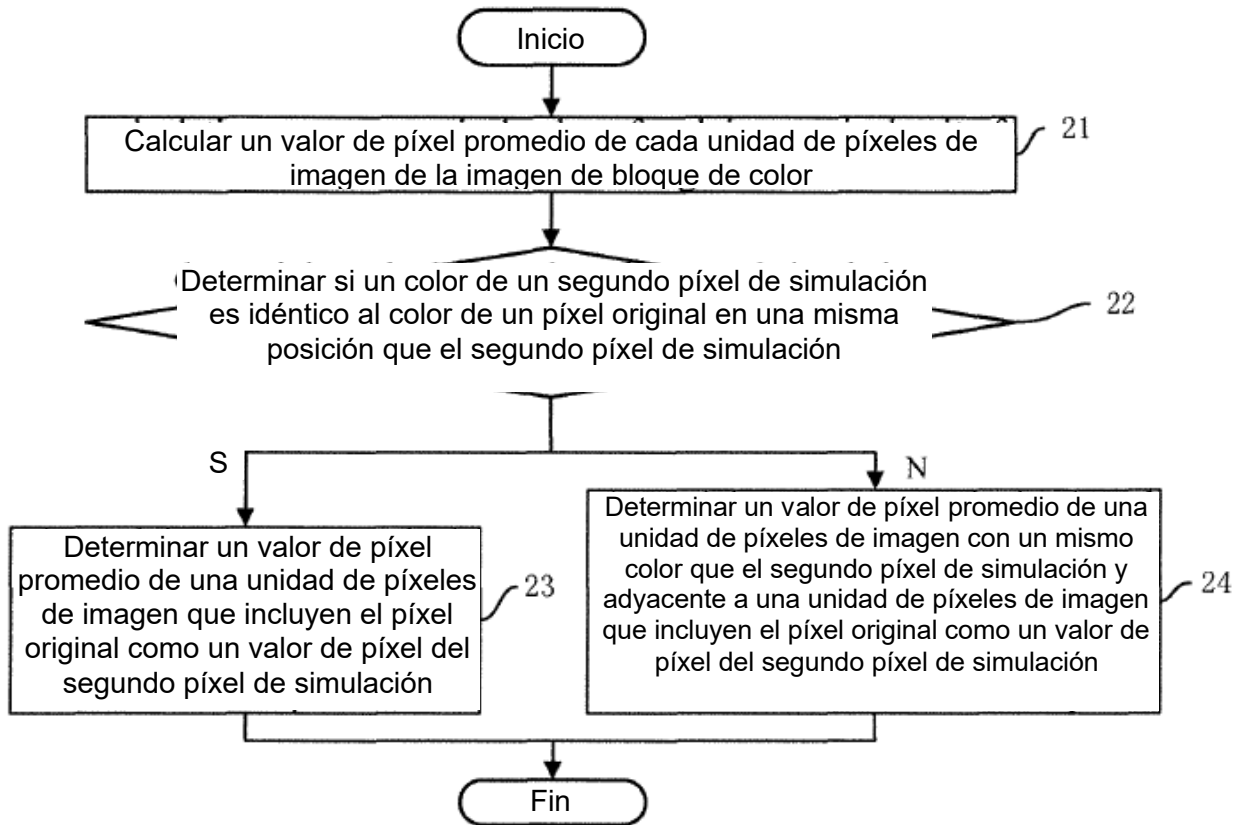 Inicio
Calcular un valor de píxel promedio de cada unidad de píxeles de
imagen de la imagen de bloque de color
21
Determinar si un color de un segundo píxel de simulación
es idéntico al color de un píxel original en una misma
posición que el segundo píxel de simulación
22
S
N
Determinar un valor de píxel
promedio de una unidad de píxeles
de imagen que incluyen el píxel
original como un valor de píxel del
segundo píxel de simulación
23
Determinar un valor de píxel promedio de una
unidad de píxeles de imagen con un mismo
color que el segundo píxel de simulación y
adyacente a una unidad de píxeles de imagen
que incluyen el píxel original como un valor de
píxel del segundo píxel de simulación
24
Fin